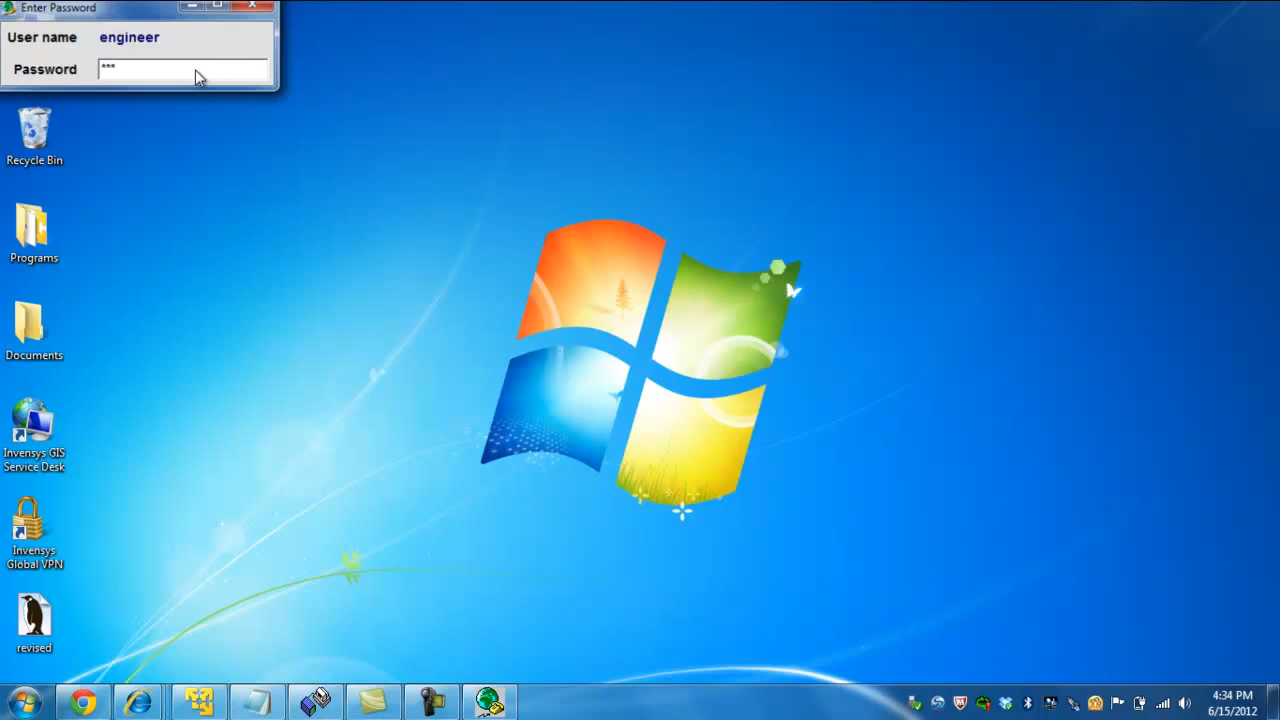 Enter Password
User name engineer
Password ***
Recycle Bin
Programs
Documents
Invensys GIS
Service Desk
Invensys
Global VPN
revised
4:34 PM
6/15/2012